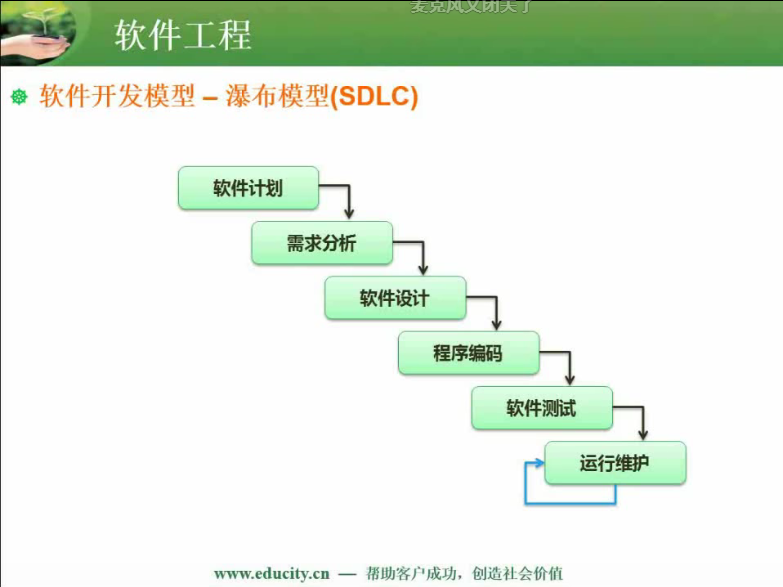 麦克风又闭关了
软件工程
软件开发模型 – 瀑布模型(SDLC)
软件计划
需求分析
软件设计
程序编码
软件测试
运行维护
www.educity.cn — 帮助客户成功，创造社会价值